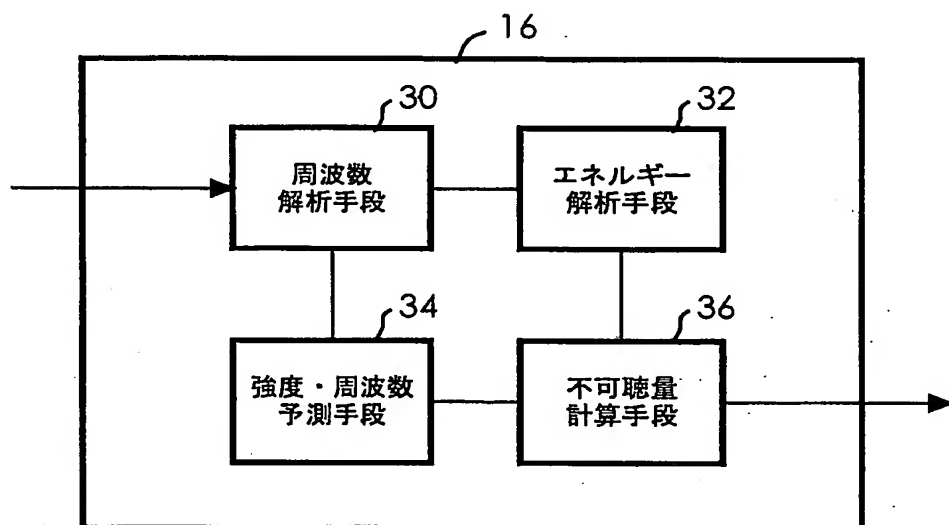 16
30
周波数
解析手段
32
エネルギー
解析手段
34
強度・周波数
予測手段
36
不可聴量
計算手段